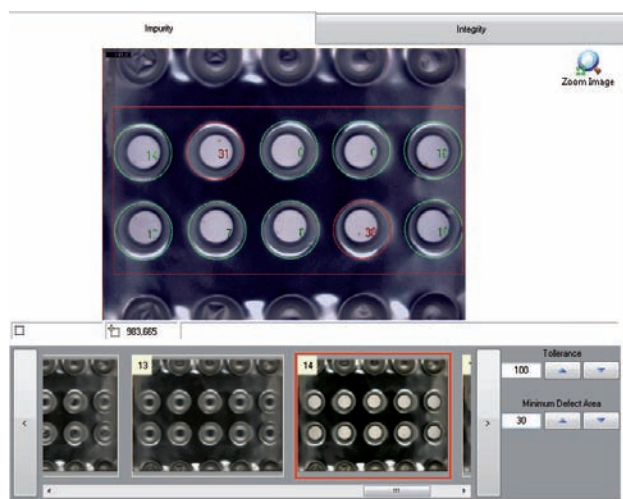 Impurity
Integrity
Zoom Image
14 31 10
7 30
983,665
Tollerance
13
14
100
Minimum Defect Area
30